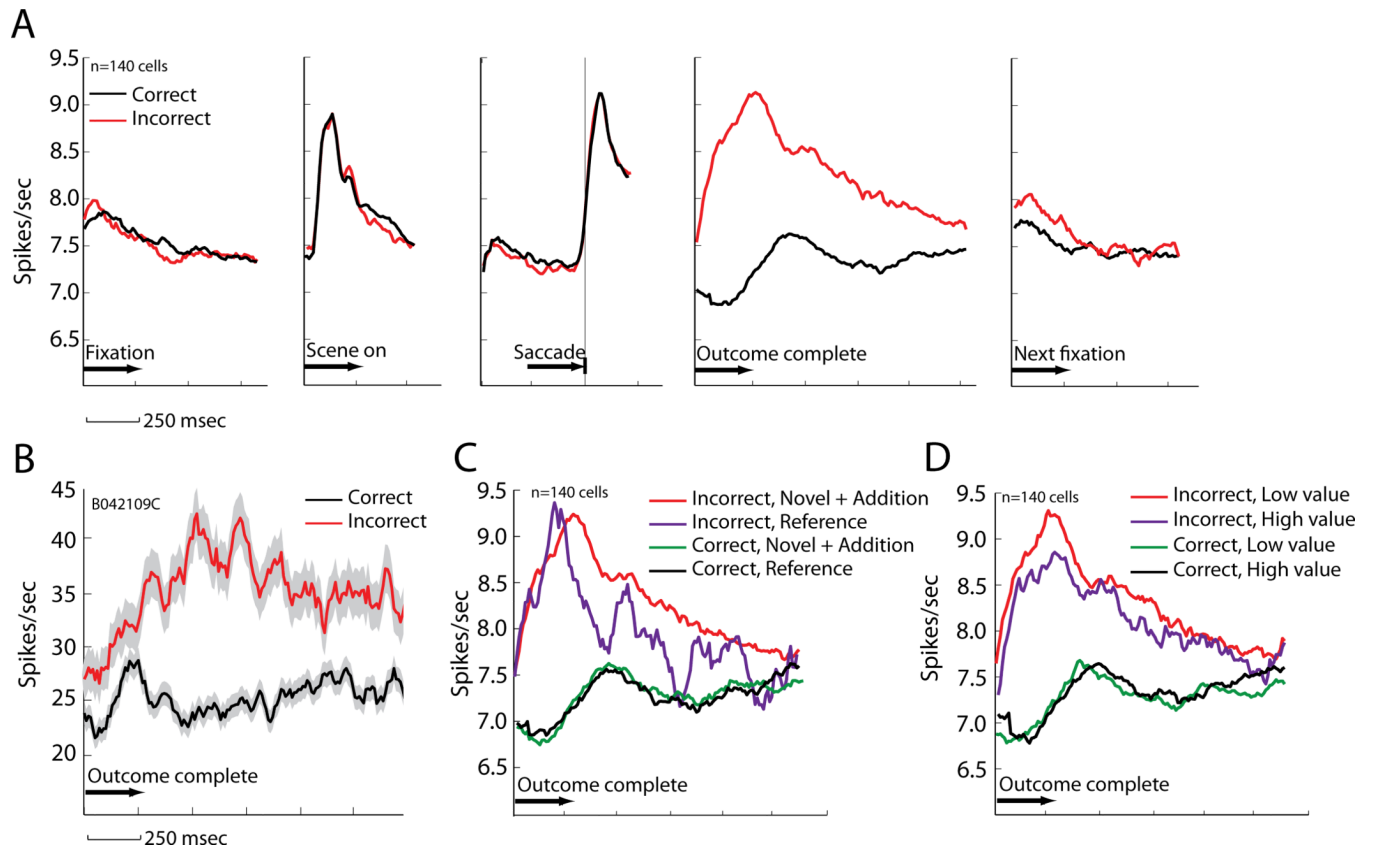 A
9.5
9.0
8.5
8.0
7.5
7.0
6.5
Spikes/sec
n=140 cells
Correct
Incorrect
Fixation
Scene on
Saccade
Outcome complete
Next fixation
250 msec
B
45
40
35
30
25
20
Spikes/sec
B042109C
Correct
Incorrect
Outcome complete
250 msec
C
9.5
9.0
8.5
8.0
7.5
7.0
6.5
Spikes/sec
n=140 cells
Incorrect, Novel + Addition
Incorrect, Reference
Correct, Novel + Addition
Correct, Reference
Outcome complete
D
9.5
9.0
8.5
8.0
7.5
7.0
6.5
Spikes/sec
n=140 cells
Incorrect, Low value
Incorrect, High value
Correct, Low value
Correct, High value
Outcome complete